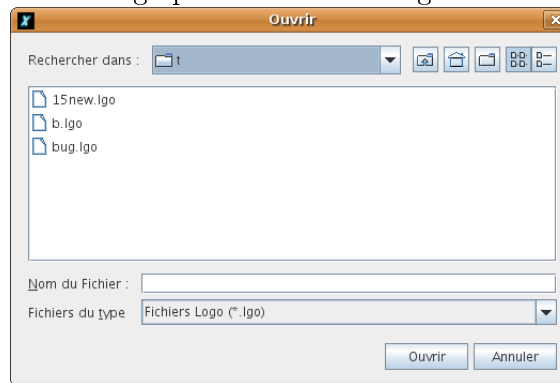 Ouvrir
Rechercher dans : t
15new.lgo
b.lgo
bug.lgo
Nom du Fichier :
Fichiers du type Fichiers Logo (*.lgo)
Ouvrir Annuler